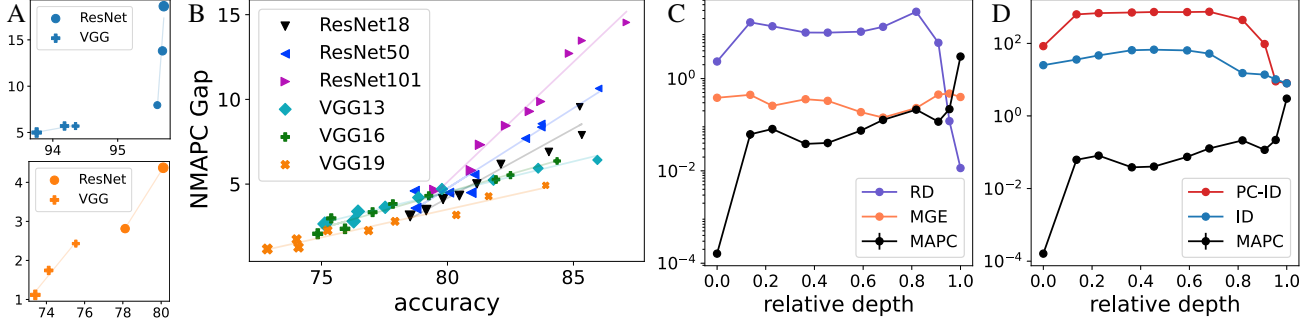 A
ResNet
VGG
15
10
5
94
95
ResNet
VGG
4
3
2
1
74
76
78
80
B
NMAPC Gap
15
10
5
ResNet18
ResNet50
ResNet101
VGG13
VGG16
VGG19
75
80
85
accuracy
C
10^0
10^-2
10^-4
RD
MGE
MAPC
0.0 0.2 0.4 0.6 0.8 1.0
relative depth
D
10^2
10^0
10^-2
10^-4
PC-ID
ID
MAPC
0.0 0.2 0.4 0.6 0.8 1.0
relative depth